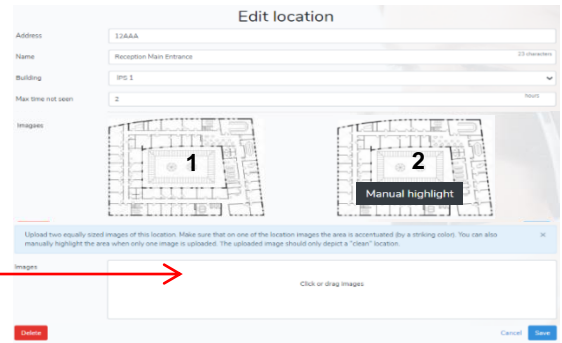 Edit location
Address
12AAA
Name
Reception Main Entrance
23 characters
Building
IPS 1
Max time not seen
2
hours
Imagaes
1
2
Manual highlight
Upload two equally sized images of this location. Make sure that on one of the location images the area is accentuated (by a striking color). You can also
manually highlight the area when only one image is uploaded. The uploaded image should only depict a "clean" location.
×
Images
Click or drag images
Delete
Cancel
Save